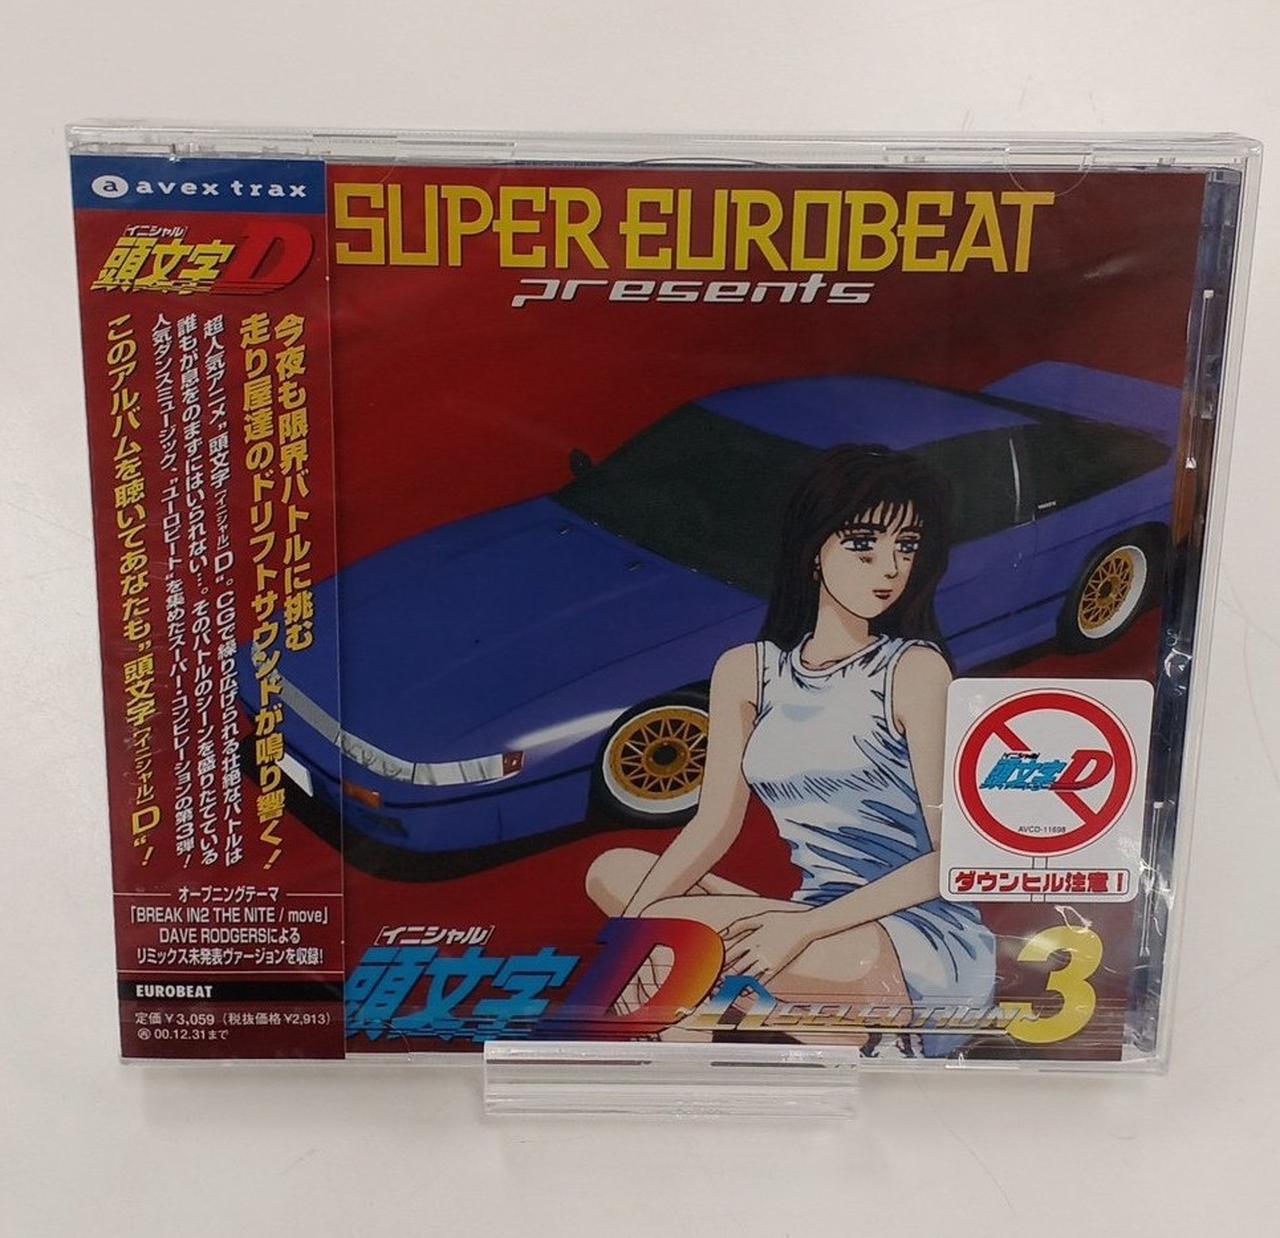 a avex trax
[イニシャル]
頭文字D
今夜も限界バトルに挑む
走り屋達のドリフトサウンドが鳴り響く!
超人気アニメ"頭文字[イニシャル]D"。CGで繰り広げられる壮絶なバトルは
誰もが息をのまずにはいられない…。そのバトルのシーンを盛りたてている
人気ダンスミュージック、"ユーロビート"を集めたスーパー・コンピレーションの第3弾!
このアルバムを聴いてあなたも"頭文字[イニシャル]D"!
オープニングテーマ
「BREAK IN2 THE NITE / move」
DAVE RODGERSによる
リミックス未発表ヴァージョンを収録!
EUROBEAT
定価¥3,059(税抜価格¥2,913)
再00.12.31まで
SUPER EUROBEAT
presents
[イニシャル]
頭文字D
AVCD-11698
ダウンヒル注意!
[イニシャル]
頭文字D ~D SELECTION~ 3